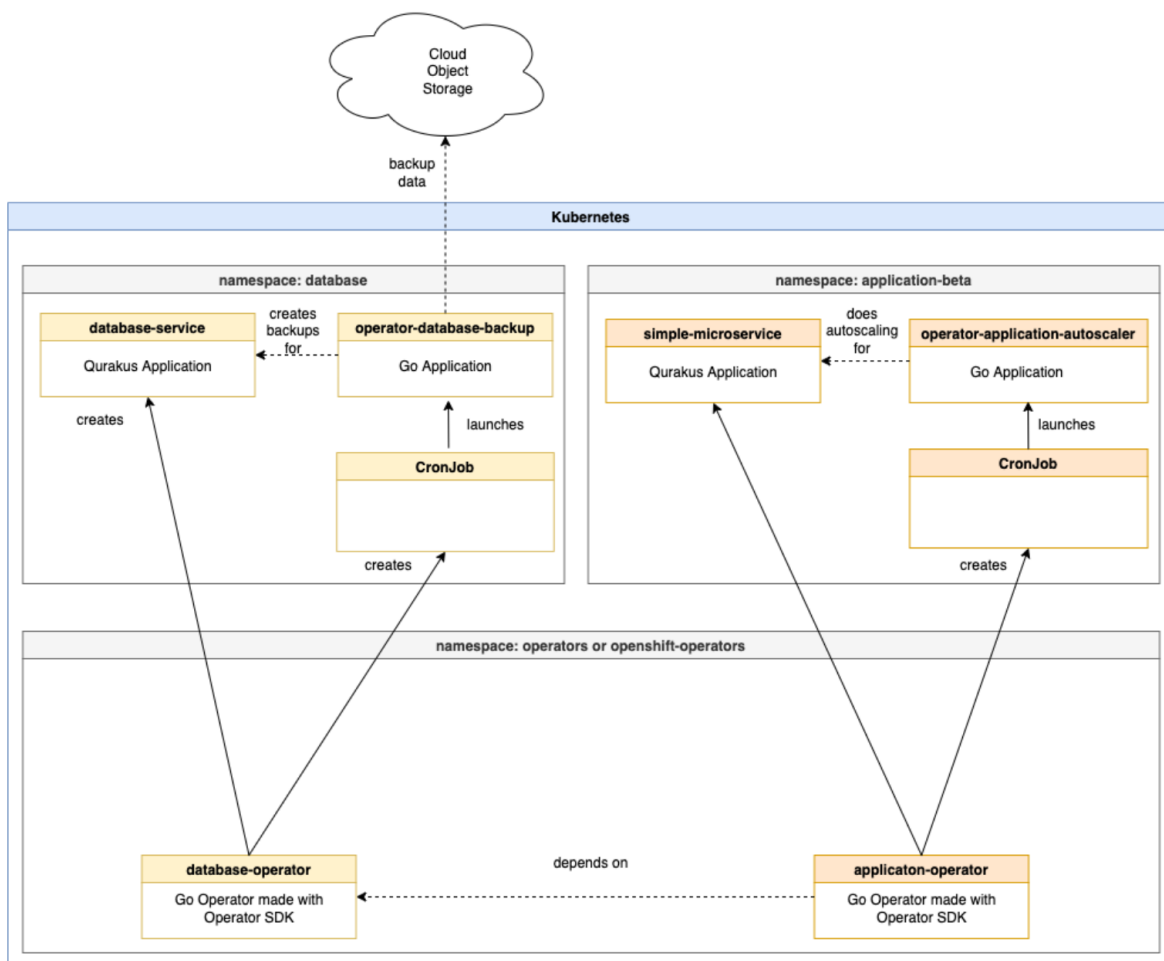 Cloud
Object
Storage
backup
data
Kubernetes
namespace: database
namespace: application-beta
database-service
Qurakus Application
creates
backups
for
operator-database-backup
Go Application
simple-microservice
Qurakus Application
does
autoscaling
for
operator-application-autoscaler
Go Application
creates
launches
launches
CronJob
CronJob
creates
creates
namespace: operators or openshift-operators
database-operator
Go Operator made with
Operator SDK
depends on
applicaton-operator
Go Operator made with
Operator SDK